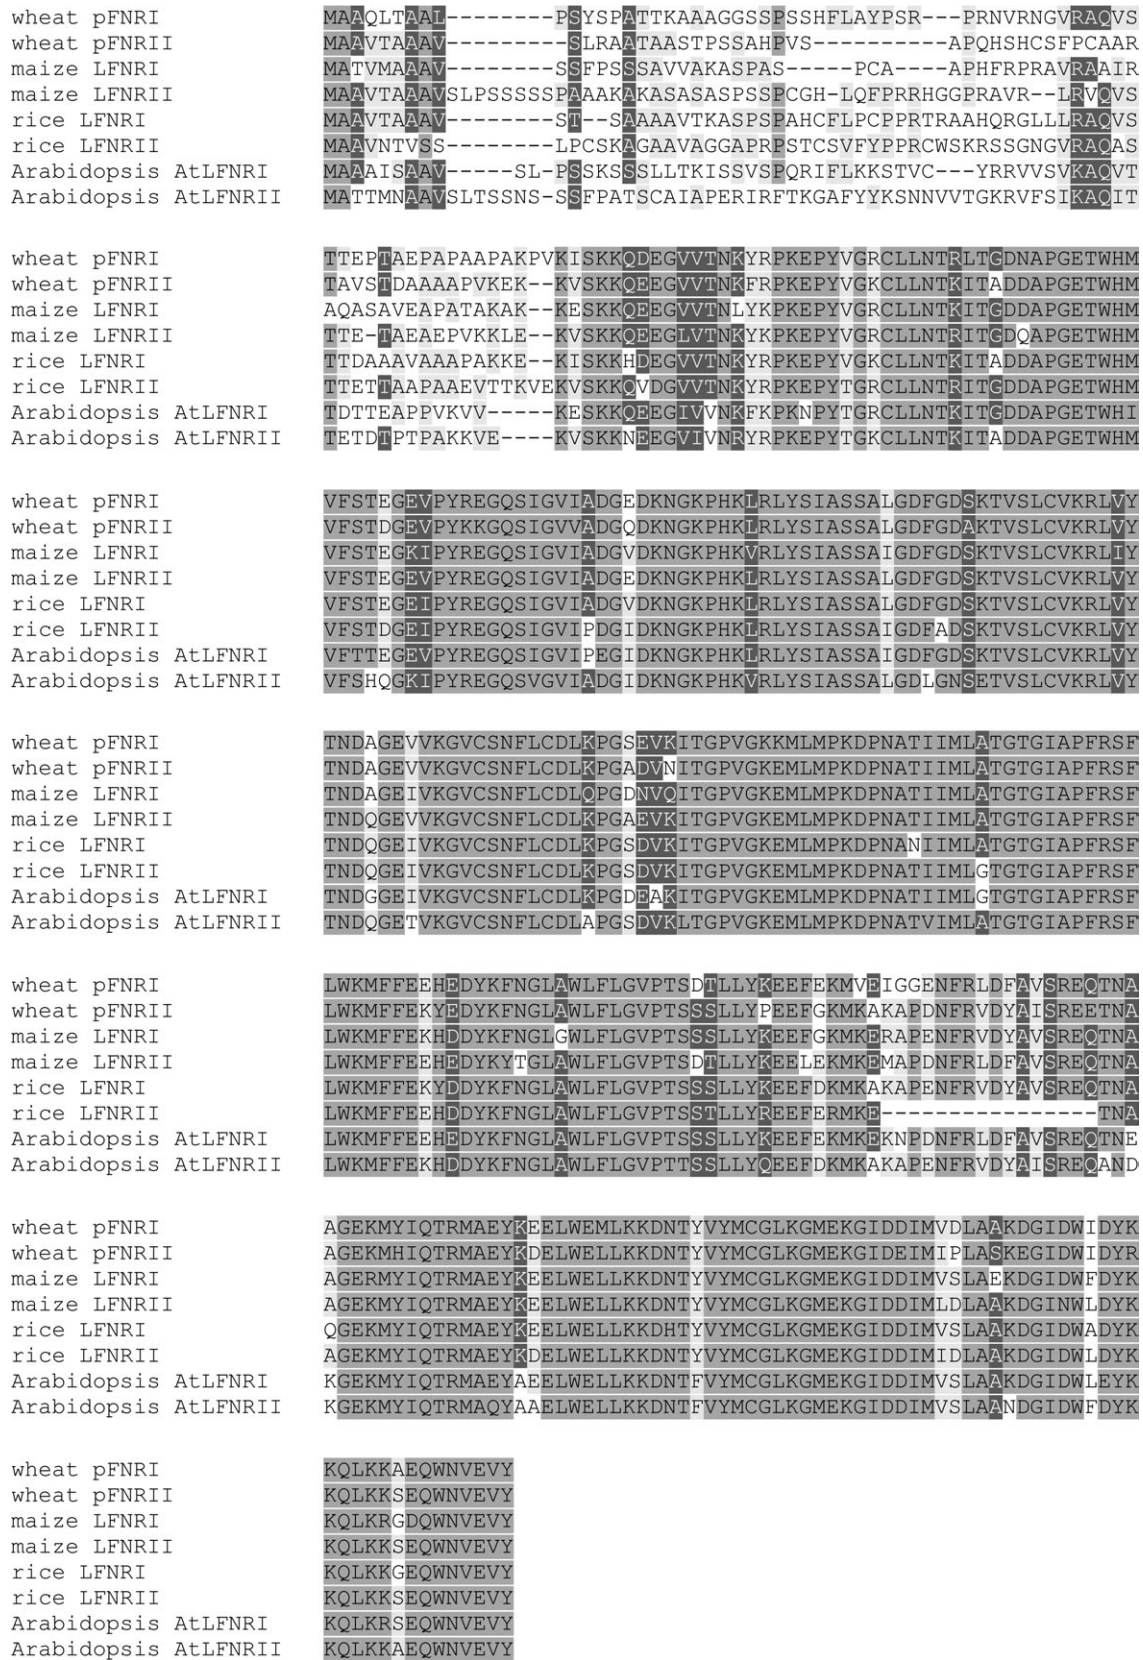 wheat pFNRI MAAQLTAAL--------PSYSPATTKAAAGGSSPSSHFLAYPSR---PRNVRNGVRAQVS
wheat pFNRII MAAVTAAAV---------SLRAATAASTPSSAHPVS----------APQHSHCSFPCAAR
maize LFNRI MATVMAAAV--------SSFPSSSAVVAKASPAS-----PCA---APHFRPRAVRAAIR
maize LFNRII MAAVTAAAVSLPSSSSSPAAAKAKASASASPSSPCGH-LQFPRRHGGPRAVR--LRVQVS
rice LFNRI MAAVTAAAV--------ST--SAAAAVTKASPSPAHCFLPCPPRTRAAHQRGLLLRAQVS
rice LFNRII MAAVNTVSS--------LPCSKAGAAVAGGAPRPSTCSVFYPPRCWSKRSSGNGVRAQAS
Arabidopsis AtLFNRI MAAAISAAV-----SL-PSSKSSSLLTKISSVSPQRIFLKKSTVC---YRRVVSVKAQVT
Arabidopsis AtLFNRII MATTMNAAVSLTSSNS-SSFPATSCAIAPERIRFTKGAFYYKSNNVVTGKRVFSIKAQIT
wheat pFNRI TTEPTAEPAPAAPAKPVKISKKQDEGVVTNKYRPKEPYVGRCLLNTRLTGDNAPGETWHM
wheat pFNRII TAVSTDAAAAPVKEK--KVSKKQEEGVVTNKFRPKEPYVGKCLLNTKITADDAPGETWHM
maize LFNRI AQASAVEAPATAKAK--KESKKQEEGVVTNLYKPKEPYVGRCLLNTKITGDDAPGETWHM
maize LFNRII TTE-TAEAEPVKKLE--KVSKKQEEGLVTNKYKPKEPYVGRCLLNTRITGDQAPGETWHM
rice LFNRI TTDAAAVAAAPAKKE--KISKKHDEGVVTNKYRPKEPYVGKCLLNTKITADDAPGETWHM
rice LFNRII TTETTAAPAAEVTTKVEKVSKKQVDGVVTNKYRPKEPYTGRCLLNTRITGDDAPGETWHM
Arabidopsis AtLFNRI TDTTEAPPVKVV-----KESKKQEEGIVVNKFKPKNPYTGRCLLNTKITGDDAPGETWHI
Arabidopsis AtLFNRII TETDTPTPAKKVE----KVSKKNEEGVIVNRYRPKEPYTGKCLLNTKITADDAPGETWHM
wheat pFNRI VFSTEGEVPYREGQSIGVIADGEDKNGKPHKLRLYSIASSALGDFGDSKTVSLCVKRLVY
wheat pFNRII VFSTDGEVPYKKGQSIGVVADGQDKNGKPHKLRLYSIASSALGDFGDAKTVSLCVKRLVY
maize LFNRI VFSTEGKIPYREGQSIGVIADGVDKNGKPHKVRLYSIASSAIGDFGDSKTVSLCVKRLIY
maize LFNRII VFSTEGEVPYREGQSIGVIADGEDKNGKPHKLRLYSIASSALGDFGDSKTVSLCVKRLVY
rice LFNRI VFSTEGEIPYREGQSIGVIADGVDKNGKPHKLRLYSIASSALGDFGDSKTVSLCVKRLVY
rice LFNRII VFSTDGEIPYREGQSIGVIPDGIDKNGKPHKLRLYSIASSAIGDFADSKTVSLCVKRLVY
Arabidopsis AtLFNRI VFTTEGEVPYREGQSIGVIPEGIDKNGKPHKLRLYSIASSAIGDFGDSKTVSLCVKRLVY
Arabidopsis AtLFNRII VFSHQGKIPYREGQSVGVIADGIDKNGKPHKVRLYSIASSALGDLGNSETVSLCVKRLVY
wheat pFNRI TNDAGEVVKGVCSNFLCDLKPGSEVKITGPVGKKMLMPKDPNATIIMLATGTGIAPFRSF
wheat pFNRII TNDAGEVVKGVCSNFLCDLKPGADVNITGPVGKEMLMPKDPNATIIMLATGTGIAPFRSF
maize LFNRI TNDAGEIVKGVCSNFLCDLQPGDNVQITGPVGKEMLMPKDPNATIIMLATGTGIAPFRSF
maize LFNRII TNDQGEVVKGVCSNFLCDLKPGAEVKITGPVGKEMLMPKDPNATIIMLATGTGIAPFRSF
rice LFNRI TNDQGEIVKGVCSNFLCDLKPGSDVKITGPVGKEMLMPKDPNANIIMLATGTGIAPFRSF
rice LFNRII TNDQGEIVKGVCSNFLCDLKPGSDVKITGPVGKEMLMPKDPNATIIMLGTGTGIAPFRSF
Arabidopsis AtLFNRI TNDGGEIVKGVCSNFLCDLKPGDEAKITGPVGKEMLMPKDPNATIIMLGTGTGIAPFRSF
Arabidopsis AtLFNRII TNDQGETVKGVCSNFLCDLAPGSDVKLTGPVGKEMLMPKDPNATVIMLATGTGIAPFRSF
wheat pFNRI LWKMFFEEHEDYKFNGLAWLFLGVPTSDTLLYKEEFEKMVEIGGENFRLDFAVSREQTNA
wheat pFNRII LWKMFFEKYEDYKFNGLAWLFLGVPTSSSLLYPEEFGKMKAKAPDNFRVDYAISREETNA
maize LFNRI LWKMFFEKHDDYKFNGLGWLFLGVPTSSSLLYKEEFGKMKERAPENFRVDYAVSREQTNA
maize LFNRII LWKMFFEEHEDYKYTGLAWLFLGVPTSDTLLYKEELEKMKEMAPDNFRLDFAVSREQTNA
rice LFNRI LWKMFFEKYDDYKFNGLAWLFLGVPTSSSLLYKEEFDKMKAKAPENFRVDYAVSREQTNA
rice LFNRII LWKMFFEEHDDYKFNGLAWLFLGVPTSSTLLYREEFERMKE----------------TNA
Arabidopsis AtLFNRI LWKMFFEEHEDYKFNGLAWLFLGVPTSSSLLYKEEFEKMKEKNPDNFRLDFAVSREQTNE
Arabidopsis AtLFNRII LWKMFFEKHDDYKFNGLAWLFLGVPTTSSLLYQEEFDKMKAKAPENFRVDYAISREQAND
wheat pFNRI AGEKMYIQTRMAEYKEELWEMLKKDNTYVYMCGLKGMEKGIDDIMVDLAAKDGIDWIDYK
wheat pFNRII AGEKMHIQTRMAEYKDELWELLKKDNTYVYMCGLKGMEKGIDEIMIPLASKEGIDWIDYR
maize LFNRI AGERMYIQTRMAEYKEELWELLKKDNTYVYMCGLKGMEKGIDDIMVSLAEKDGIDWFDYK
maize LFNRII AGEKMYIQTRMAEYKEELWELLKKDNTYVYMCGLKGMEKGIDDIMLDLAAKDGINWLDYK
rice LFNRI QGEKMYIQTRMAEYKEELWELLKKDHTYVYMCGLKGMEKGIDDIMVSLAAKDGIDWADYK
rice LFNRII AGEKMYIQTRMAEYKDELWELLKKDNTYVYMCGLKGMEKGIDDIMIDLAAKDGIDWLDYK
Arabidopsis AtLFNRI KGEKMYIQTRMAEYAEELWELLKKDNTFVYMCGLKGMEKGIDDIMVSLAAKDGIDWLEYK
Arabidopsis AtLFNRII KGEKMYIQTRMAQYAAELWELLKKDNTFVYMCGLKGMEKGIDDIMVSLAANDGIDWFDYK
wheat pFNRI KQLKKAEQWNVEVY
wheat pFNRII KQLKKSEQWNVEVY
maize LFNRI KQLKRGDQWNVEVY
maize LFNRII KQLKKSEQWNVEVY
rice LFNRI KQLKKGEQWNVEVY
rice LFNRII KQLKKSEQWNVEVY
Arabidopsis AtLFNRI KQLKRSEQWNVEVY
Arabidopsis AtLFNRII KQLKKAEQWNVEVY